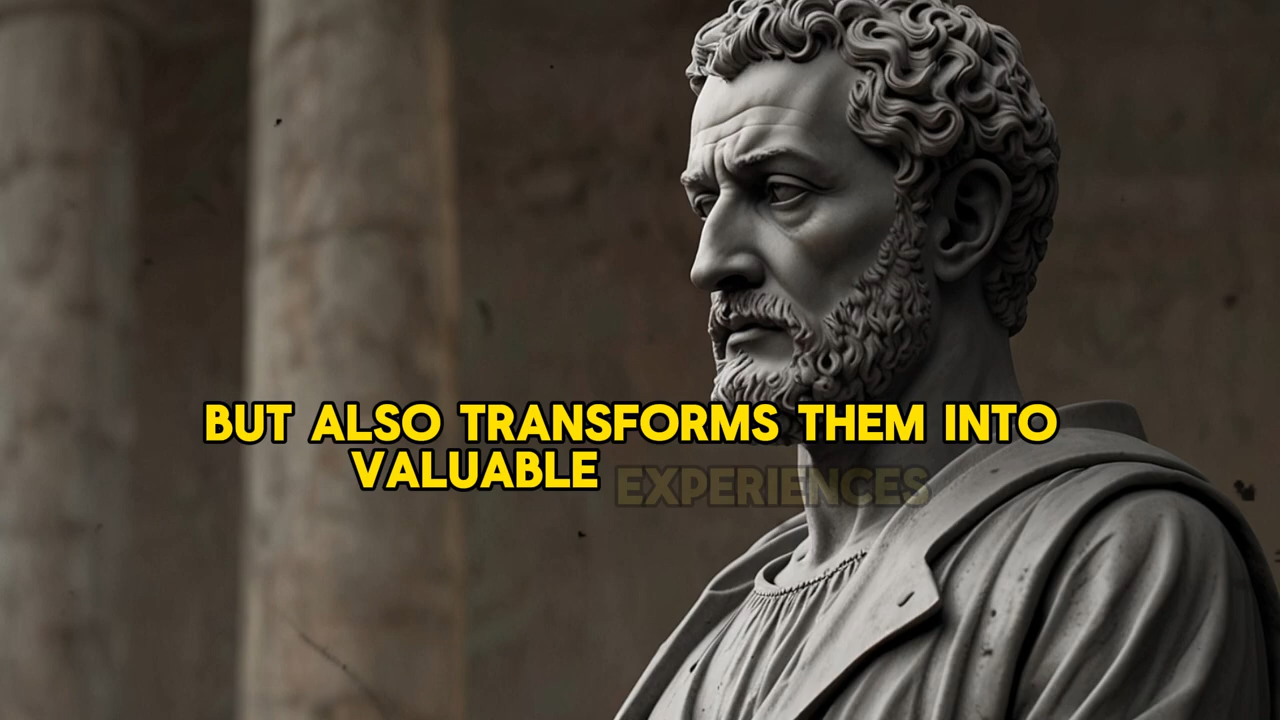 BUT ALSO TRANSFORMS THEM INTO
VALUABLE EXPERIENCES